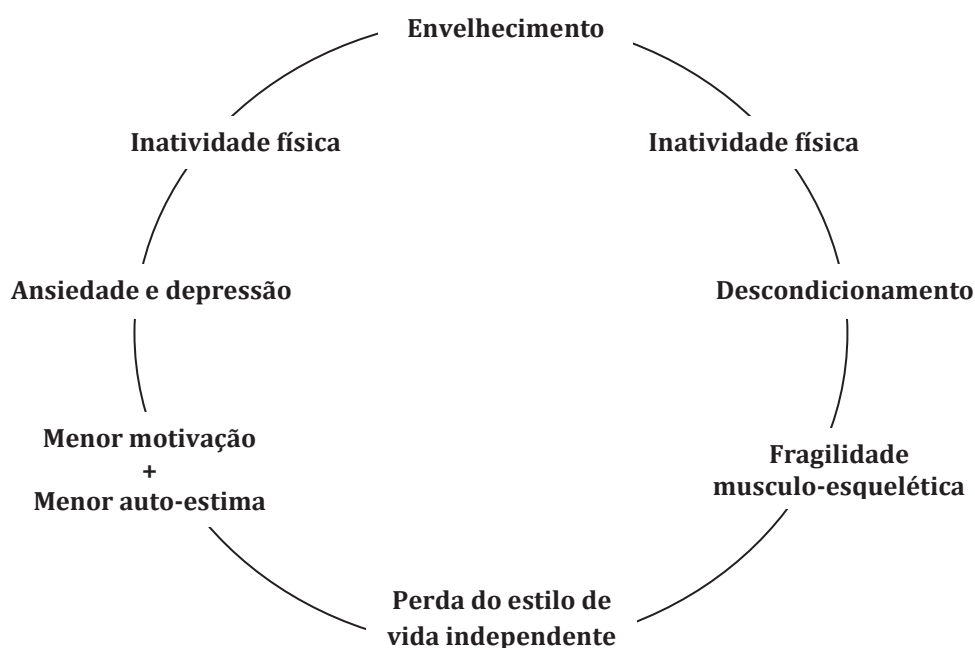 Envelhecimento
Inatividade física
Inatividade física
Ansiedade e depressão
Descondicionamento
Menor motivação
+
Menor auto-estima
Fragilidade
musculo-esquelética
Perda do estilo de
vida independente